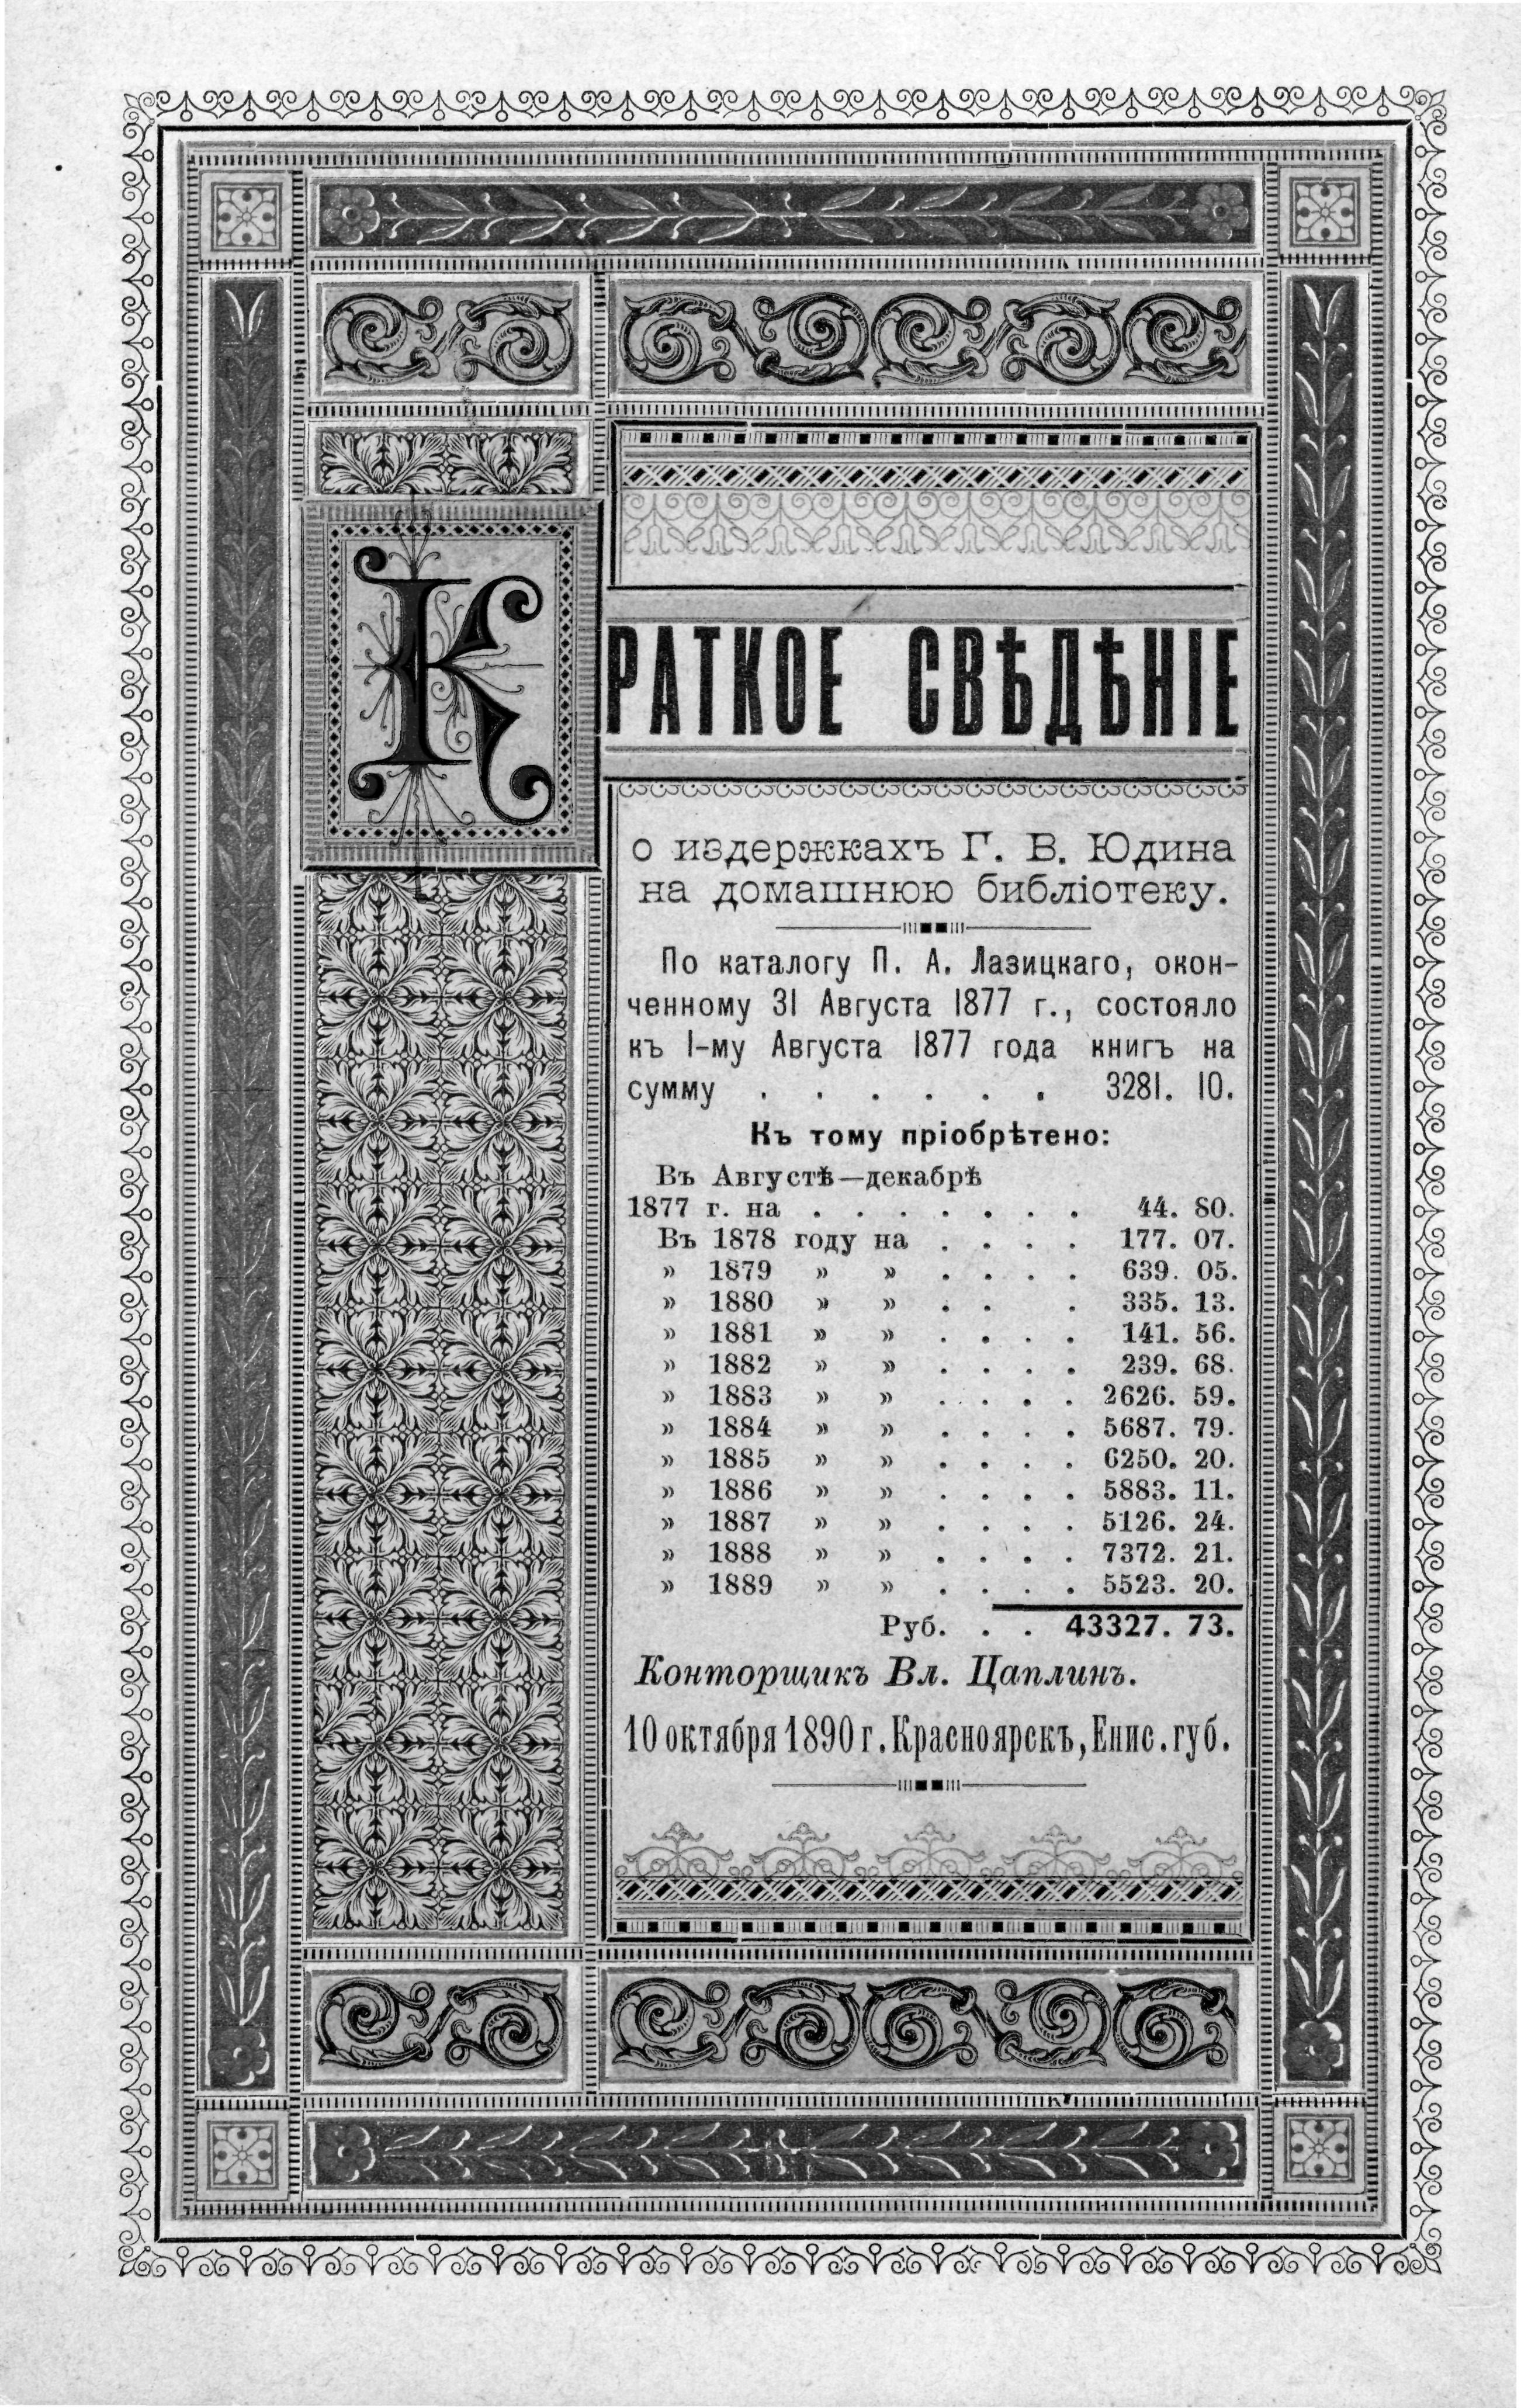 КРАТКОЕ СВѢДѢНІЕ
о издержкахъ Г. В. Юдина
на домашнюю библіотеку.
По каталогу П. А. Лазицкаго, окон-
ченному 31 Августа 1877 г., состояло
къ 1-му Августа 1877 года книгъ на
сумму . . . . . . 3281. 10.
Къ тому пріобрѣтено:
Въ Августѣ—декабрѣ
1877 г. на . . . . . . . 44. 80.
Въ 1878 году на . . . . 177. 07.
» 1879 » » . . . . 639. 05.
» 1880 » » . . . 335. 13.
» 1881 » » . . . . 141. 56.
» 1882 » » . . . . 239. 68.
» 1883 » » . . . . 2626. 59.
» 1884 » » . . . . 5687. 79.
» 1885 » » . . . . 6250. 20.
» 1886 » » . . . . 5883. 11.
» 1887 » » . . . . 5126. 24.
» 1888 » » . . . . 7372. 21.
» 1889 » » . . . . 5523. 20.
Руб. . . 43327. 73.
Конторщикъ Вл. Цаплинъ.
10 октября 1890 г. Красноярскъ, Енис. губ.